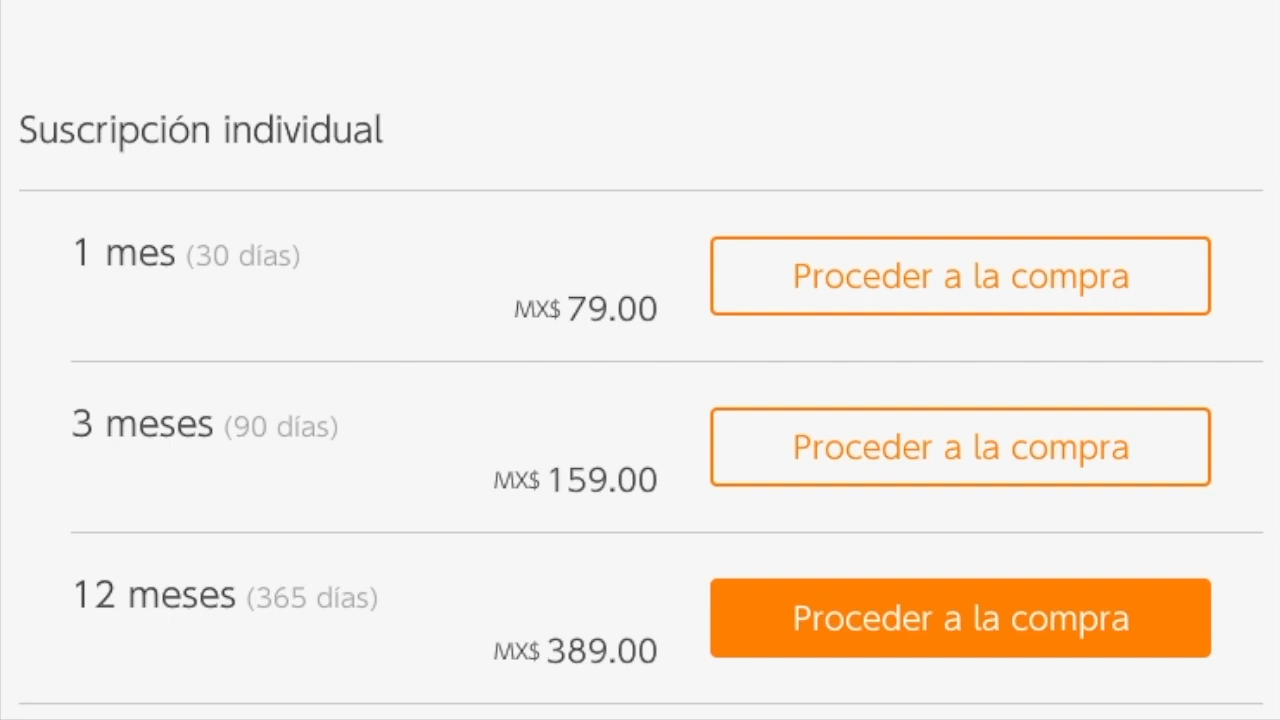 Suscripción individual
1 mes (30 días)
MX$ 79.00
Proceder a la compra
3 meses (90 días)
MX$ 159.00
Proceder a la compra
12 meses (365 días)
MX$ 389.00
Proceder a la compra